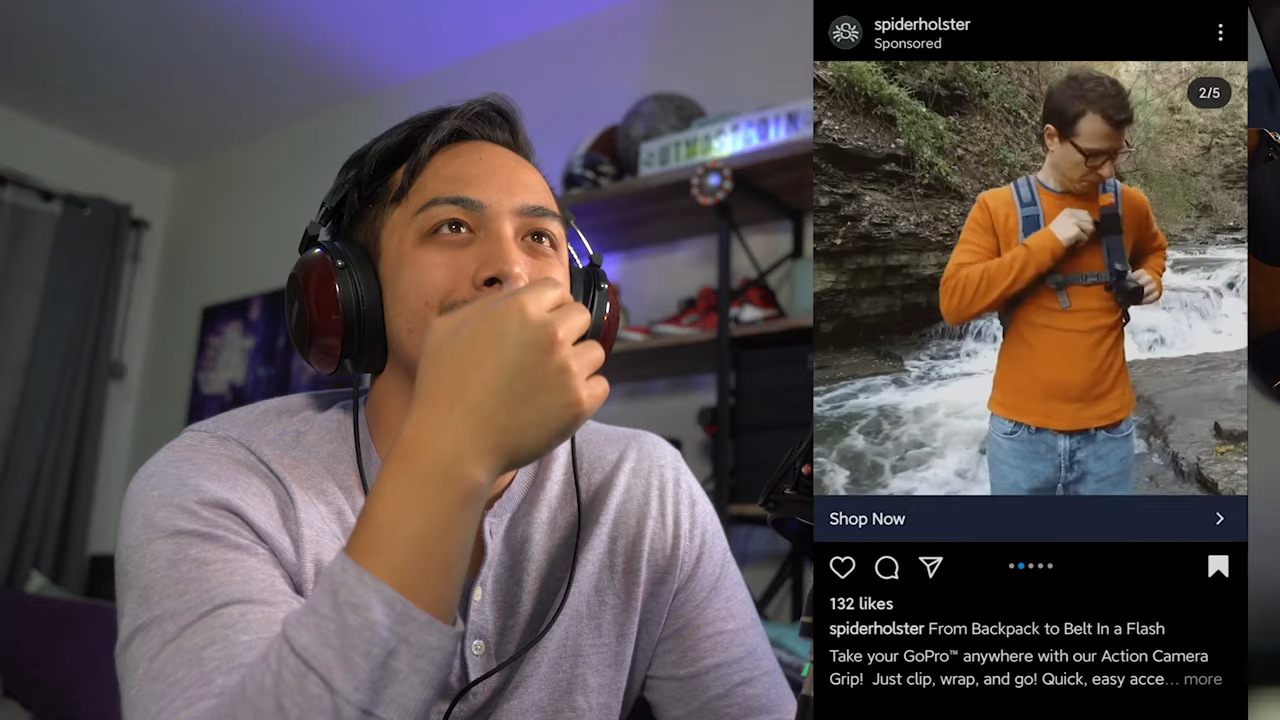 spiderholster
Sponsored
2/5
Shop Now
132 likes
spiderholster From Backpack to Belt In a Flash
Take your GoPro™ anywhere with our Action Camera
Grip! Just clip, wrap, and go! Quick, easy acce... more